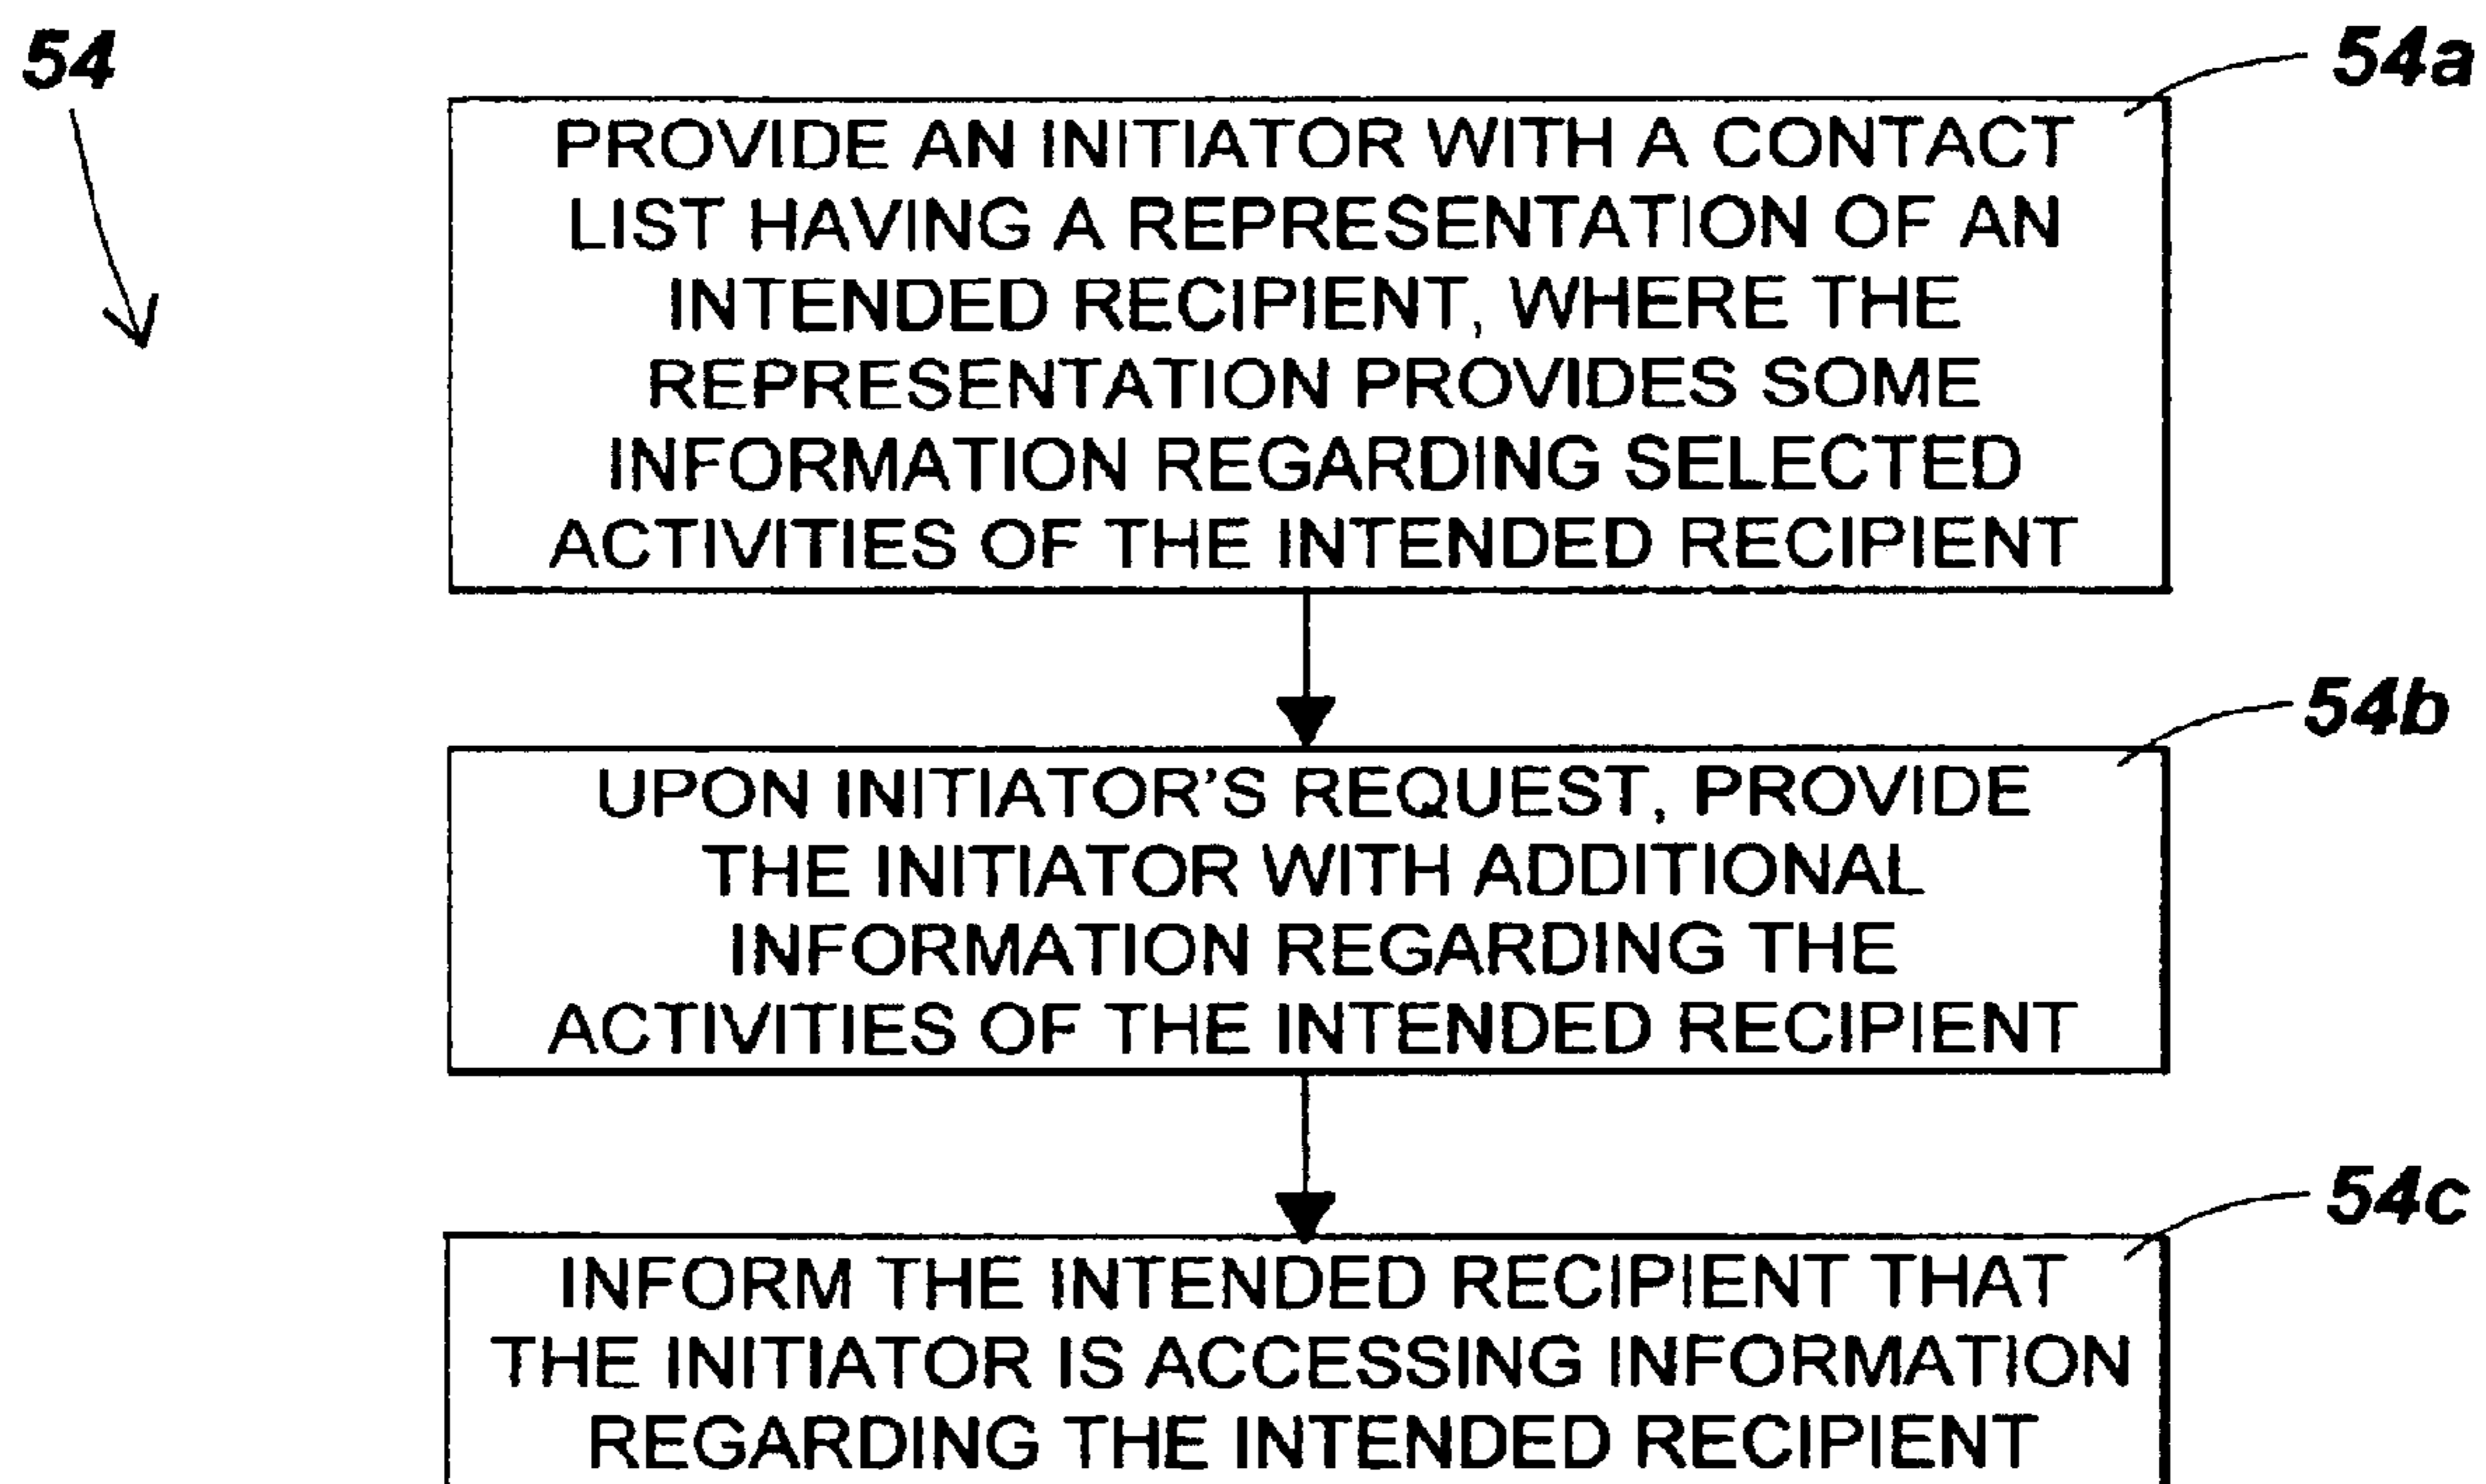 54
54a
PROVIDE AN INITIATOR WITH A CONTACT
LIST HAVING A REPRESENTATION OF AN
INTENDED RECIPIENT, WHERE THE
REPRESENTATION PROVIDES SOME
INFORMATION REGARDING SELECTED
ACTIVITIES OF THE INTENDED RECIPIENT
54b
UPON INITIATOR'S REQUEST, PROVIDE
THE INITIATOR WITH ADDITIONAL
INFORMATION REGARDING THE
ACTIVITIES OF THE INTENDED RECIPIENT
54c
INFORM THE INTENDED RECIPIENT THAT
THE INITIATOR IS ACCESSING INFORMATION
REGARDING THE INTENDED RECIPIENT